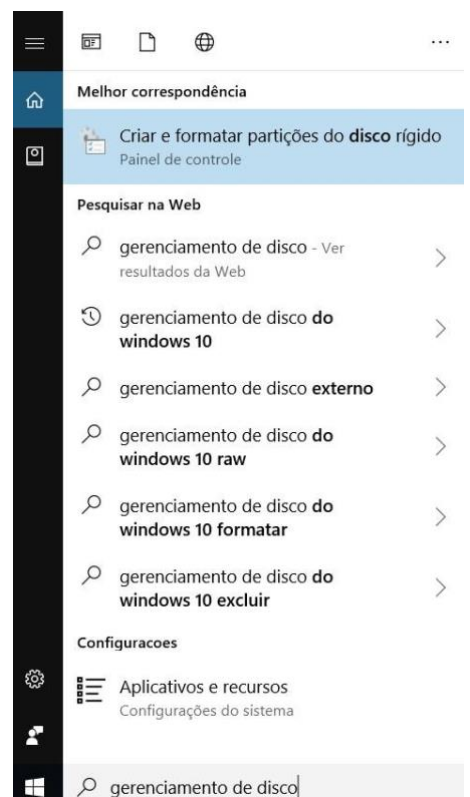 Melhor correspondência
Criar e formatar partições do disco rígido
Painel de controle
Pesquisar na Web
gerenciamento de disco - Ver
resultados da Web
gerenciamento de disco do
windows 10
gerenciamento de disco externo
gerenciamento de disco do
windows 10 raw
gerenciamento de disco do
windows 10 formatar
gerenciamento de disco do
windows 10 excluir
Configuracoes
Aplicativos e recursos
Configurações do sistema
gerenciamento de disco